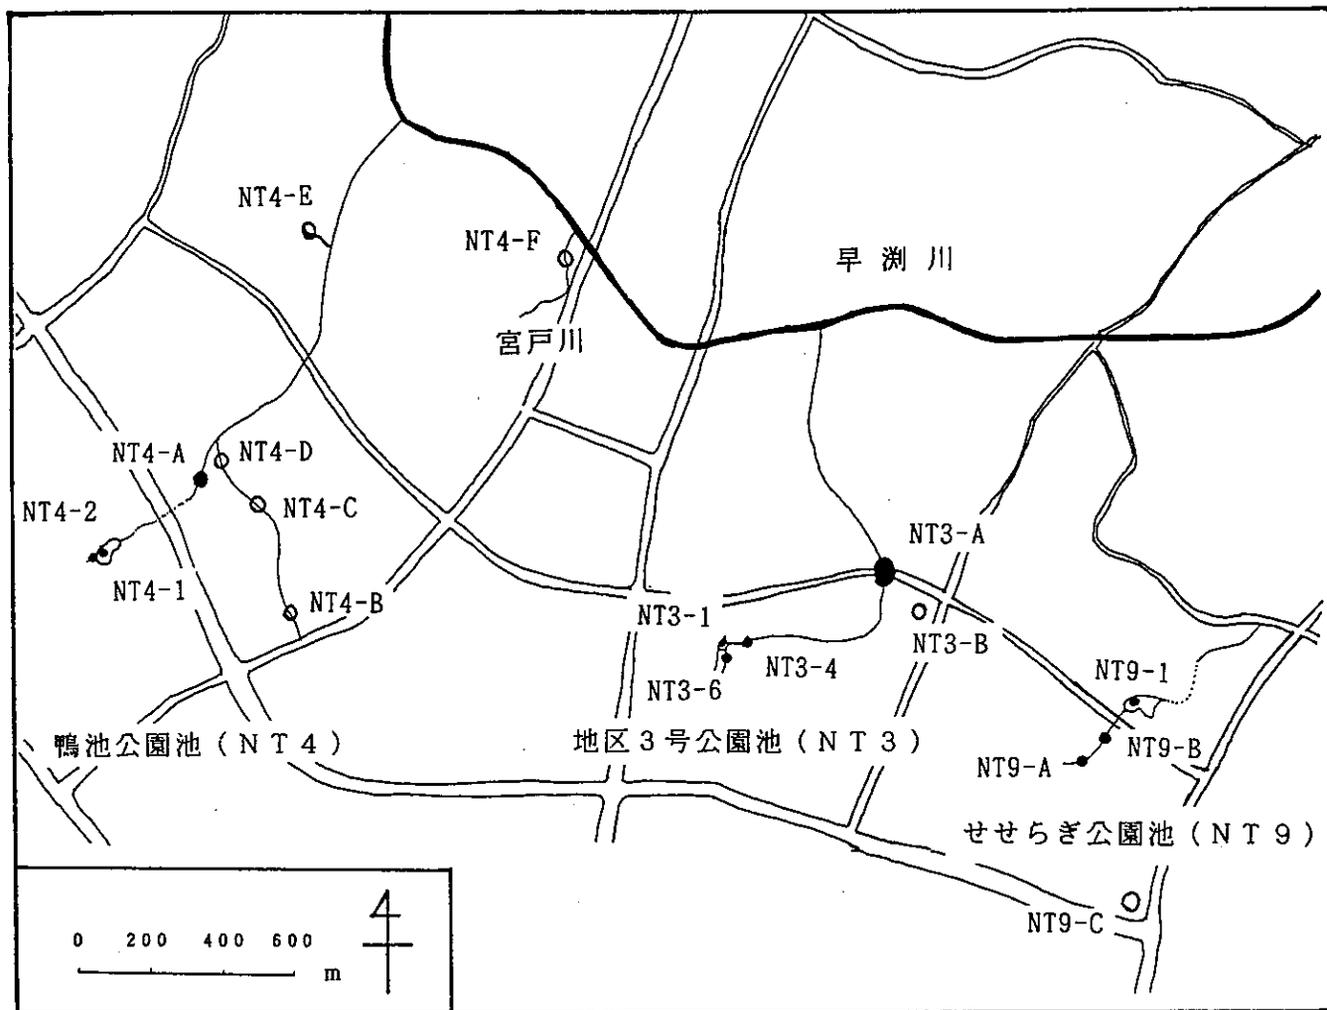 NT4-E
NT4-F
早渕川
宮戸川
NT4-A
NT4-D
NT4-2
NT4-C
NT3-A
NT4-1
NT4-B
NT3-1
NT3-B
NT3-4
NT3-6
NT9-1
鴨池公園池(NT4)
地区3号公園池(NT3)
NT9-B
NT9-A
せせらぎ公園池(NT9)
NT9-C
0 200 400 600
m